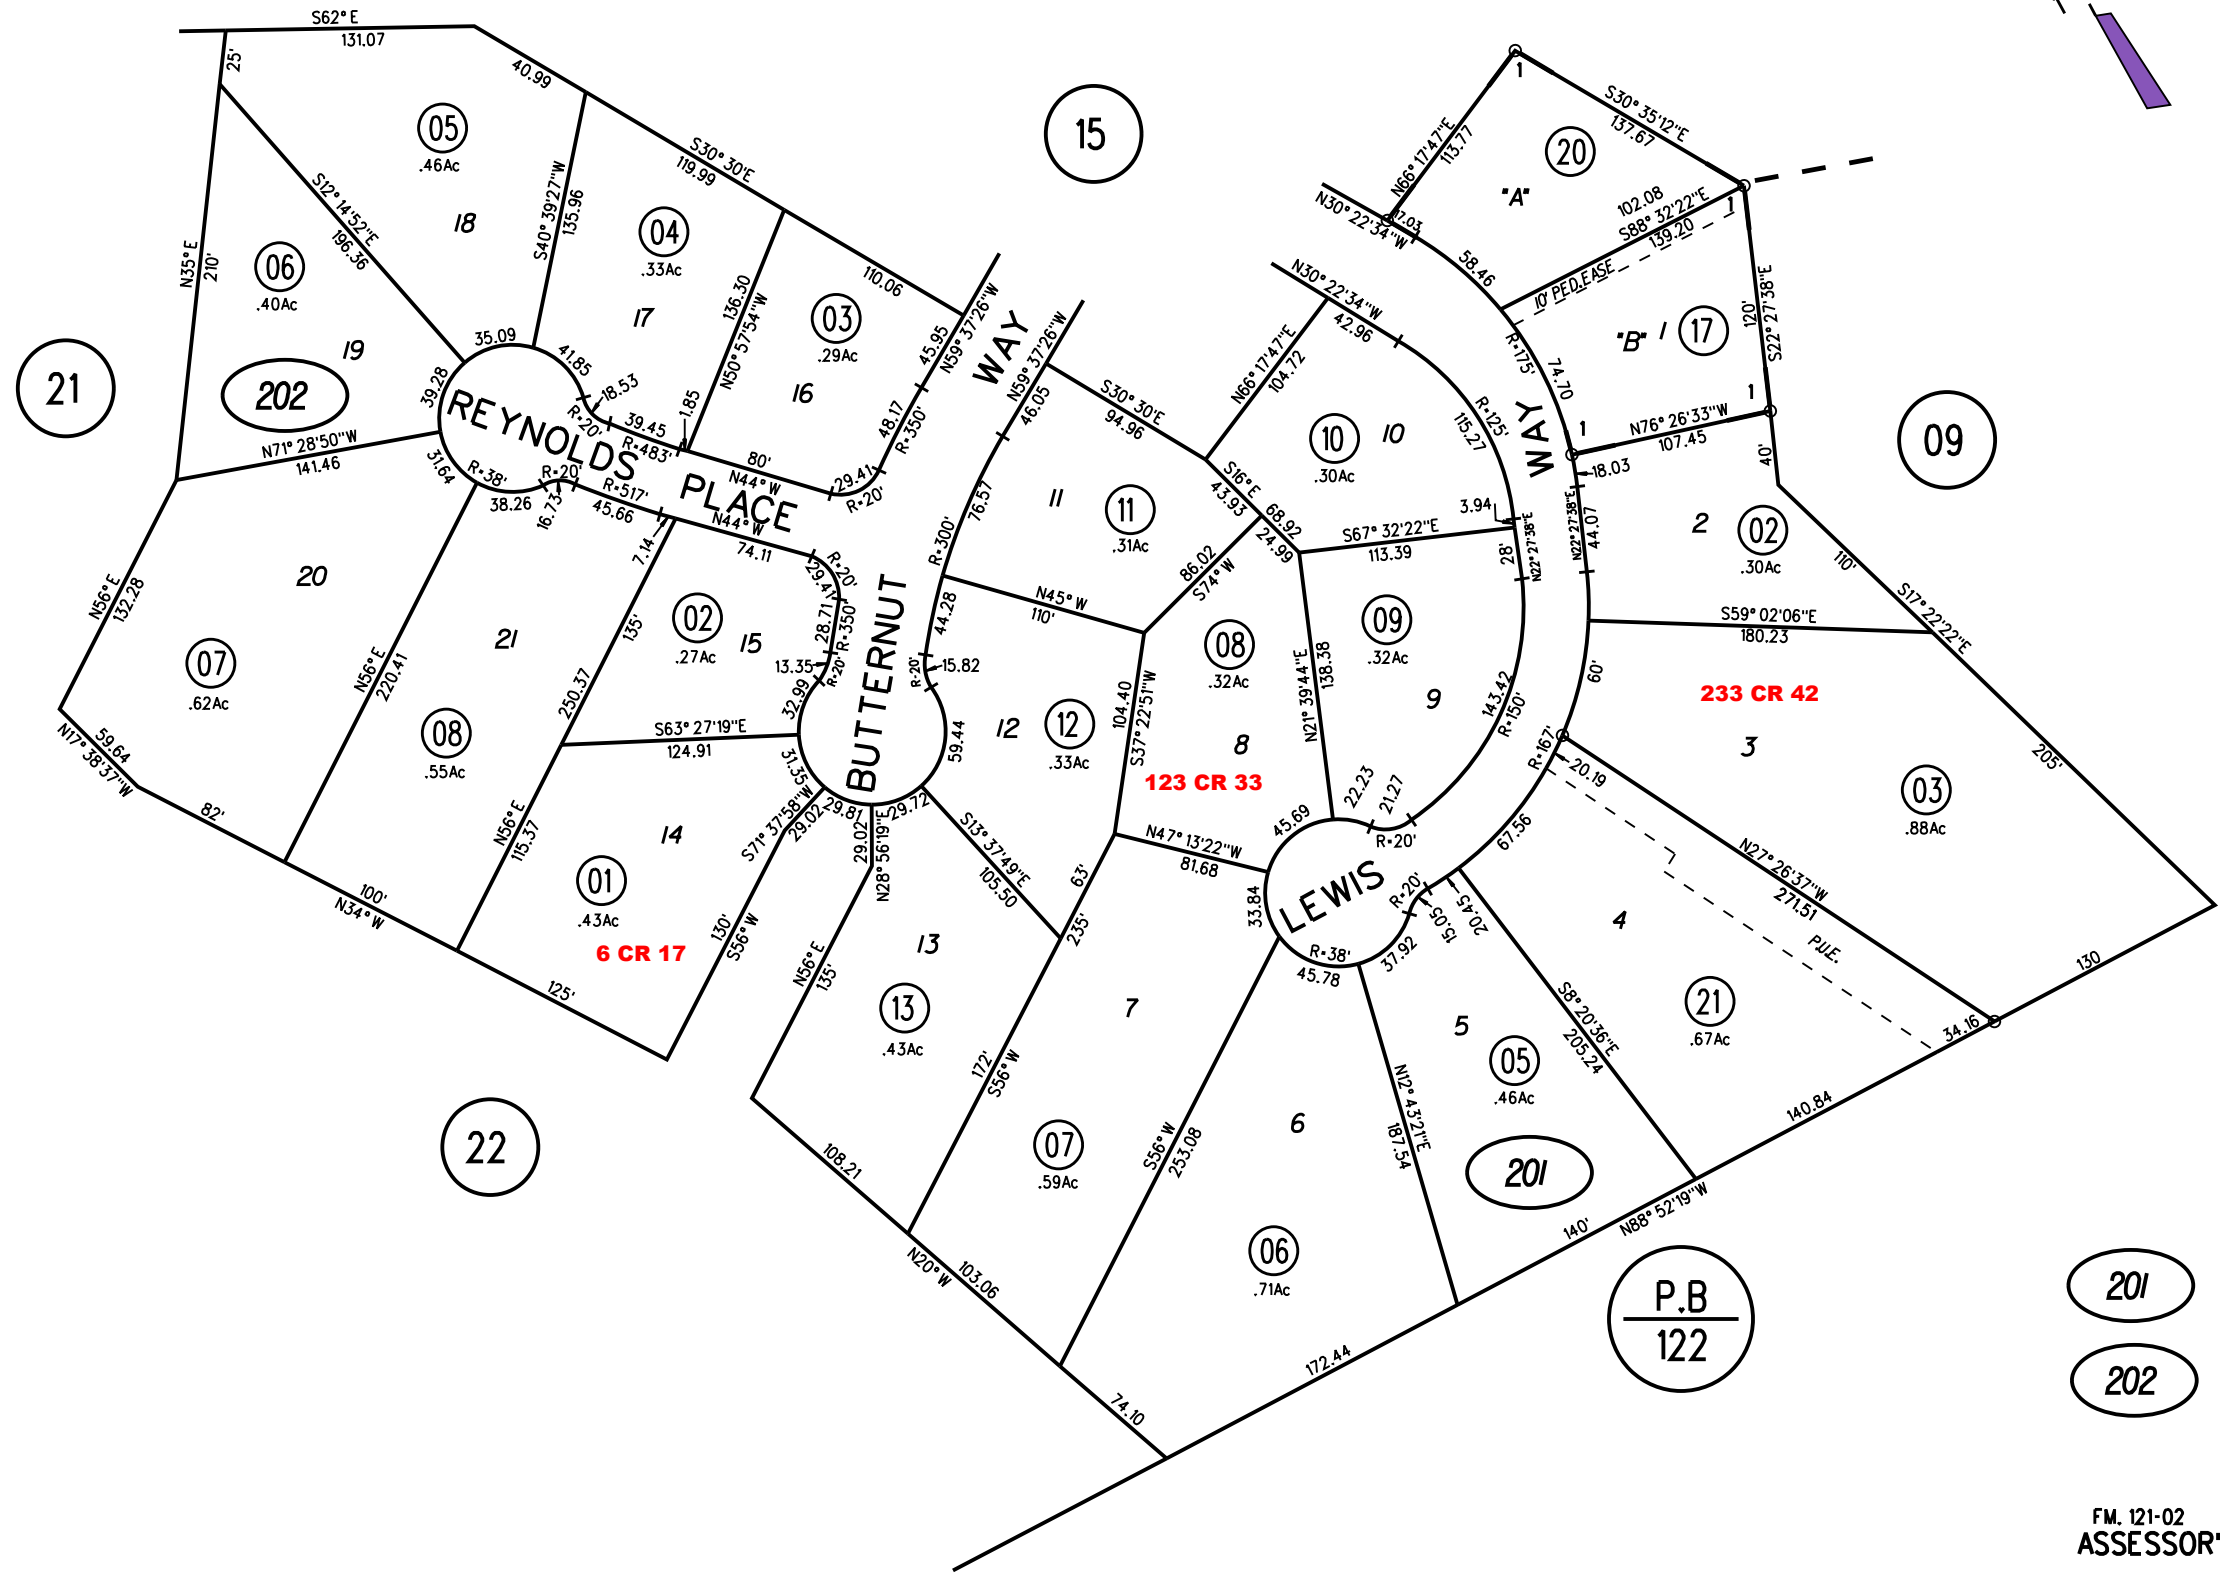 S62° E
131.07
25'
40.99
05
.46Ac
18
S12° 14'52"E
196.36
S40° 39'27"W
135.96
S30° 30'E
119.99
04
.33Ac
17
N35° E
210'
06
.40Ac
19
202
21
136.30
N50° 57'54"W
110.06
03
.29Ac
16
45.95
N59° 37'26"W
WAY
15
35.09
41.85
18.53
R=20'
39.28
REYNOLDS PLACE
39.45
R=483'
1.85
80'
N44° W
29.41
R=20'
48.17
R=350'
N71° 28'50"W
141.46
31.64
R=38'
38.26
R=20'
16.73
R=517'
45.66
7.14
N44° W
74.11
29.47
R=20'
28.71
R=350'
13.35
R=20'
32.99
N56° E
132.28
20
07
.62Ac
59.64
N17° 38'37"W
82'
N56° E
220.41
21
08
.55Ac
100'
N34° W
135'
250.37
N56° E
115.37
02
.27Ac
15
S63° 27'19"E
124.91
31.35
14
01
.43Ac
6 CR 17
125'
S71° 37'58"W
29.02
29.81
130'
S56° W
BUTTERNUT
29.02
N28° 56'19"E
29.72
59.44
N59° 37'26"W
46.05
76.57
R=300'
44.28
R=20'
15.82
S30° 30'E
94.96
11
11
.31Ac
N45° W
110'
12
12
.33Ac
S13° 37'49"E
105.50
13
13
.43Ac
N56° E
135'
108.21
22
63'
235'
172'
S56° W
N20° W
103.06
7
07
.59Ac
S56° W
253.08
74.10
N66° 17'47"E
104.72
N30° 22'34"W
42.96
10
10
.30Ac
R=125'
115.27
S16° E
43.93
68.92
24.99
86.02
S74° W
3.94
S67° 32'22"E
113.39
28'
N22° 27'38"E
08
.32Ac
104.40
S37° 22'51"W
8
123 CR 33
N21° 39'44"E
138.38
09
.32Ac
9
143.42
R=150'
N47° 13'22"W
81.68
45.69
22.23
21.27
R=20'
33.84
LEWIS
R=38'
45.78
37.92
R=20'
15.05
20.45
67.56
6
06
.71Ac
172.44
N12° 43'21"E
187.54
5
05
.46Ac
201
140'
N88° 52'19"W
S8° 20'36"E
205.24
4
21
.67Ac
140.84
P.U.E.
34.16
N27° 26'37"W
271.51
130
R=167'
20.19
60'
3
233 CR 42
03
.88Ac
205'
S59° 02'06"E
180.23
S17° 22'22"E
110'
2
02
.30Ac
40'
44.07
N22° 27'38"E
18.03
1
N76° 26'33"W
107.45
1
WAY
74.70
R=175'
"B"
1
17
120'
S22° 27'38"E
10' PED.EASE
102.08
S88° 32'22"E
139.20
1
58.46
N30° 22'34"W
17.03
"A"
20
N66° 17'47"E
113.77
1
S30° 35'12"E
137.67
09
P.B
122
201
202
FM. 121-02
ASSESSOR'